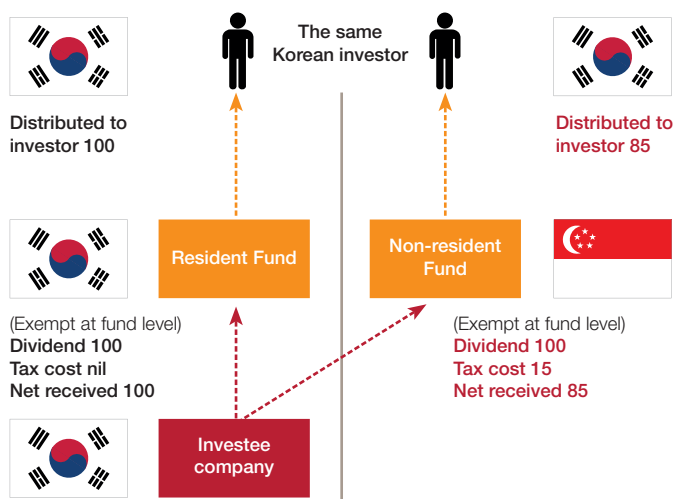 The same
Korean investor
Distributed to
investor 100
Distributed to
investor 85
Resident Fund
Non-resident
Fund
(Exempt at fund level)
Dividend 100
Tax cost nil
Net received 100
(Exempt at fund level)
Dividend 100
Tax cost 15
Net received 85
Investee
company